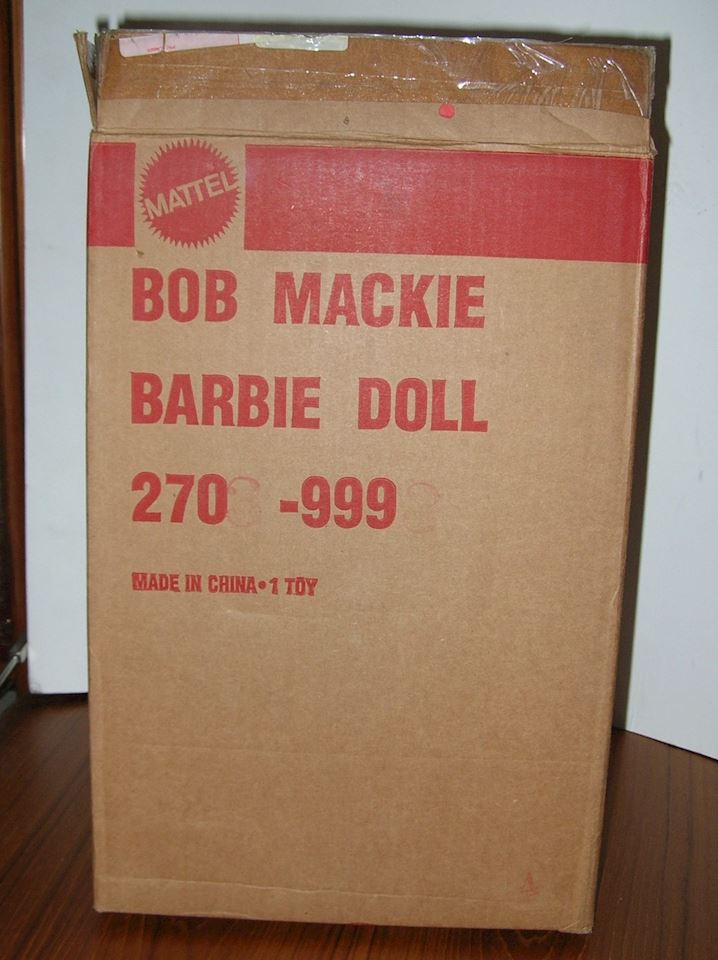 MATTEL
BOB MACKIE
BARBIE DOLL
270 -999
MADE IN CHINA•1 TOY